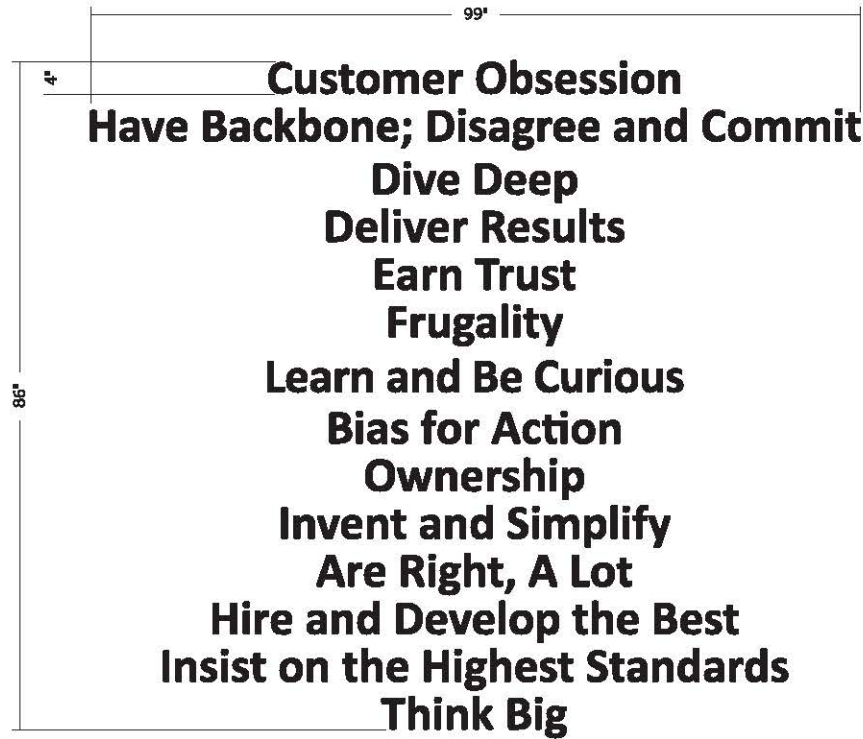 99"
4"
Customer Obsession
Have Backbone; Disagree and Commit
Dive Deep
Deliver Results
Earn Trust
Frugality
86"
Learn and Be Curious
Bias for Action
Ownership
Invent and Simplify
Are Right, A Lot
Hire and Develop the Best
Insist on the Highest Standards
Think Big